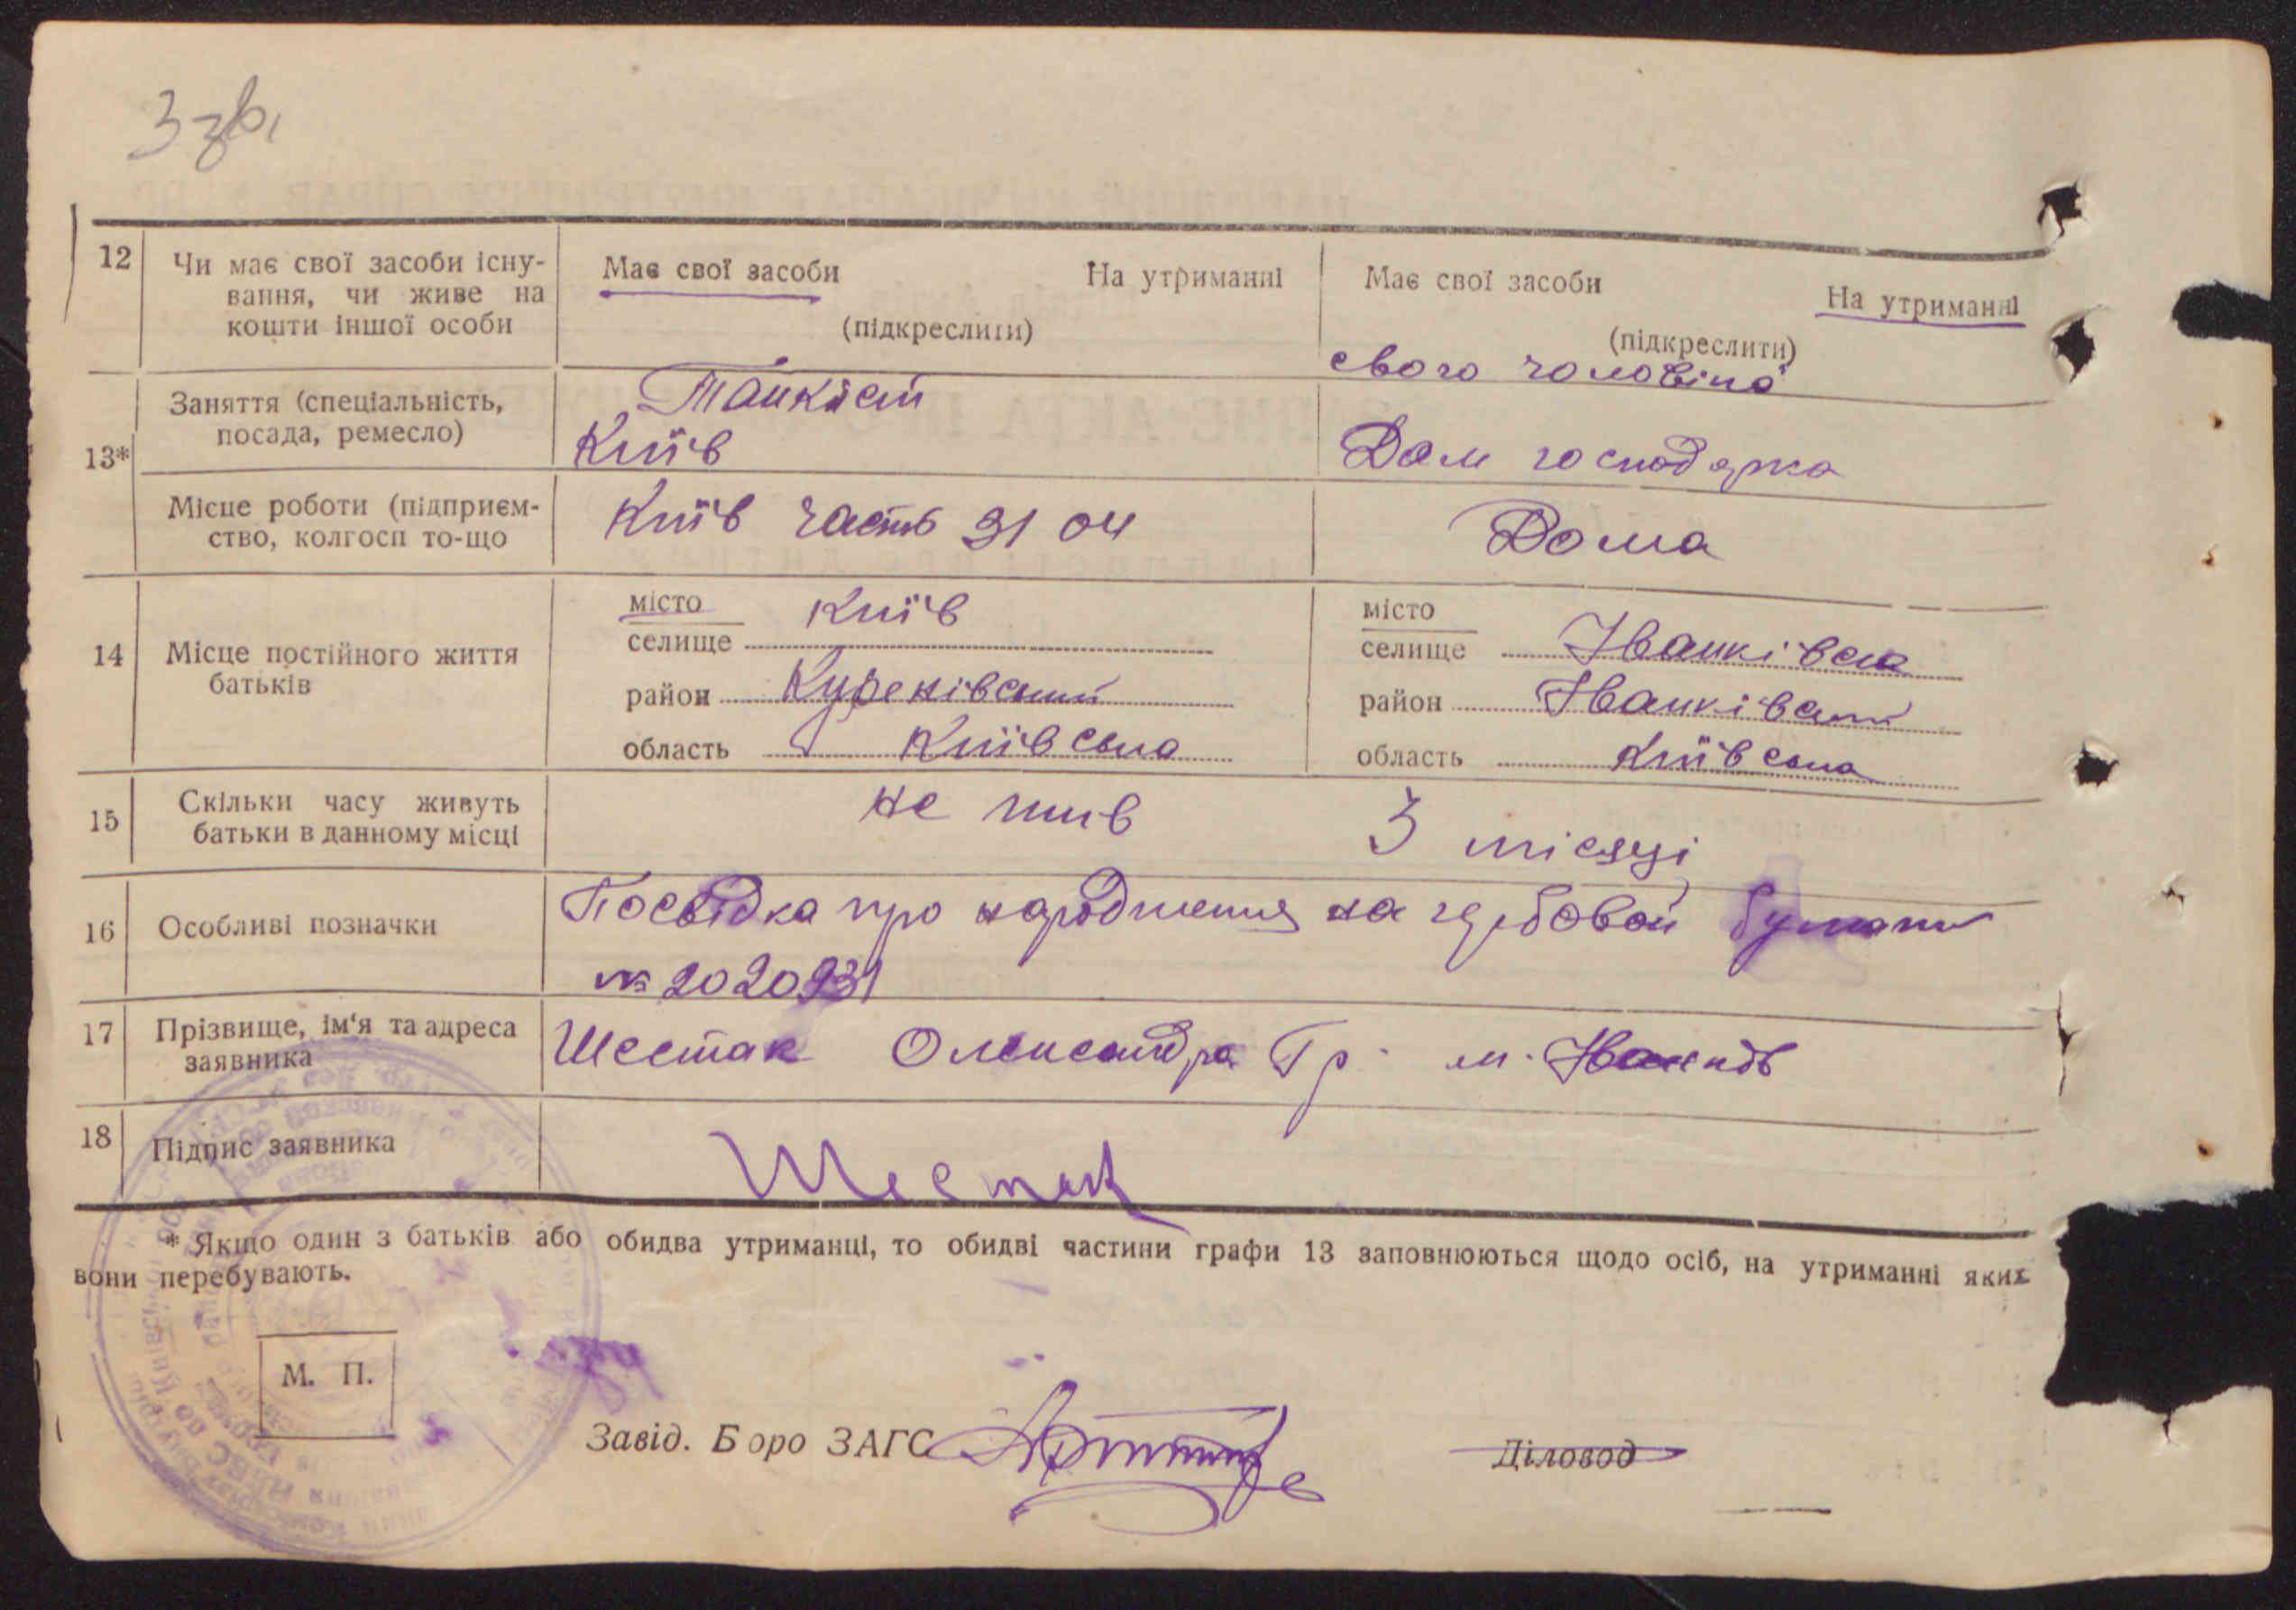 12 Чи має свої засоби існу-
вання, чи живе на
кошти іншої особи
Має свої засоби На утриманні
(підкреслити)
Має свої засоби На утриманні
(підкреслити)
свого чоловіка
13* Заняття (спеціальність,
посада, ремесло)
Танкіст
Київ
Дом господарка
Місце роботи (підприєм-
ство, колгосп то-що
Київ часть 91 04
Дома
14 Місце постійного життя
батьків
місто Київ
селище
район Куренівський
область Київська
місто
селище Іванківська
район Іванківський
область Київська
15 Скільки часу живуть
батьки в данному місці
не жив 3 місяці
16 Особливі позначки
Посвідка про народження на гербовой бумаги
№ 2020931
17 Прізвище, ім'я та адреса
заявника
Шестак Олександра Гр. м. Іванков
18 Підпис заявника
Шестак
* Якщо один з батьків або обидва утриманці, то обидві частини графи 13 заповнюються щодо осіб, на утриманні яких
вони перебувають.
М. П.
Завід. Бюро ЗАГС
Діловод